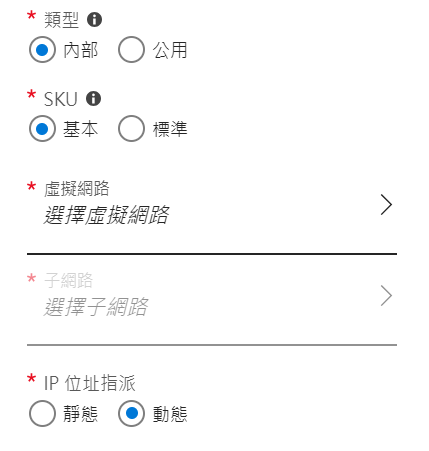 * 類型
內部 公用
* SKU
基本 標準
* 虛擬網路
選擇虛擬網路
* 子網路
選擇子網路
* IP 位址指派
靜態 動態